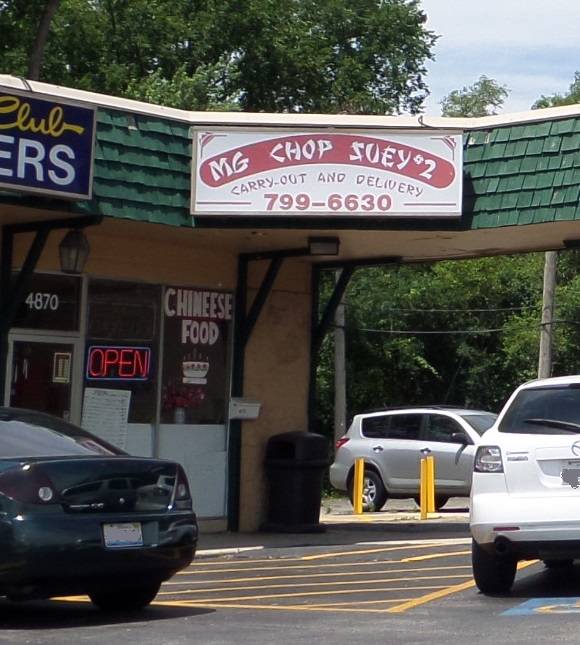 Club
ERS
MG CHOP SUEY #2
CARRY-OUT AND DELIVERY
799-6630
4870
CHINEESE
FOOD
OPEN